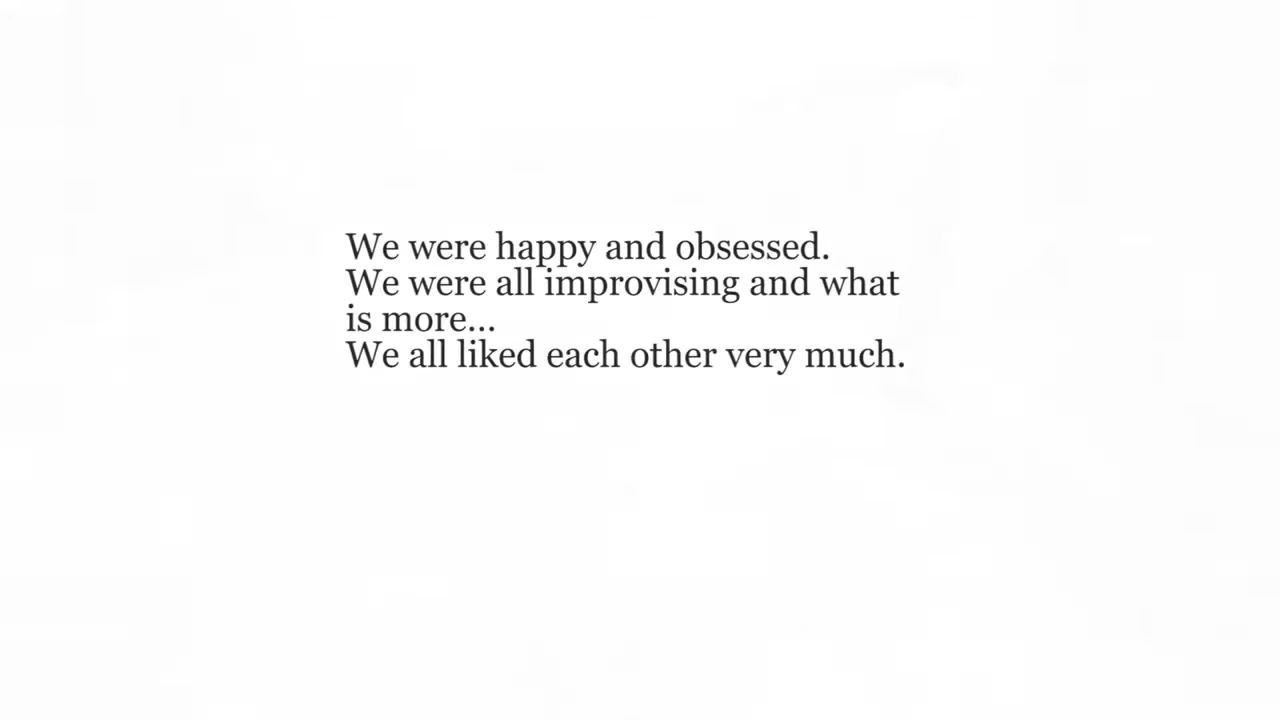 We were happy and obsessed.
We were all improvising and what
is more...
We all liked each other very much.